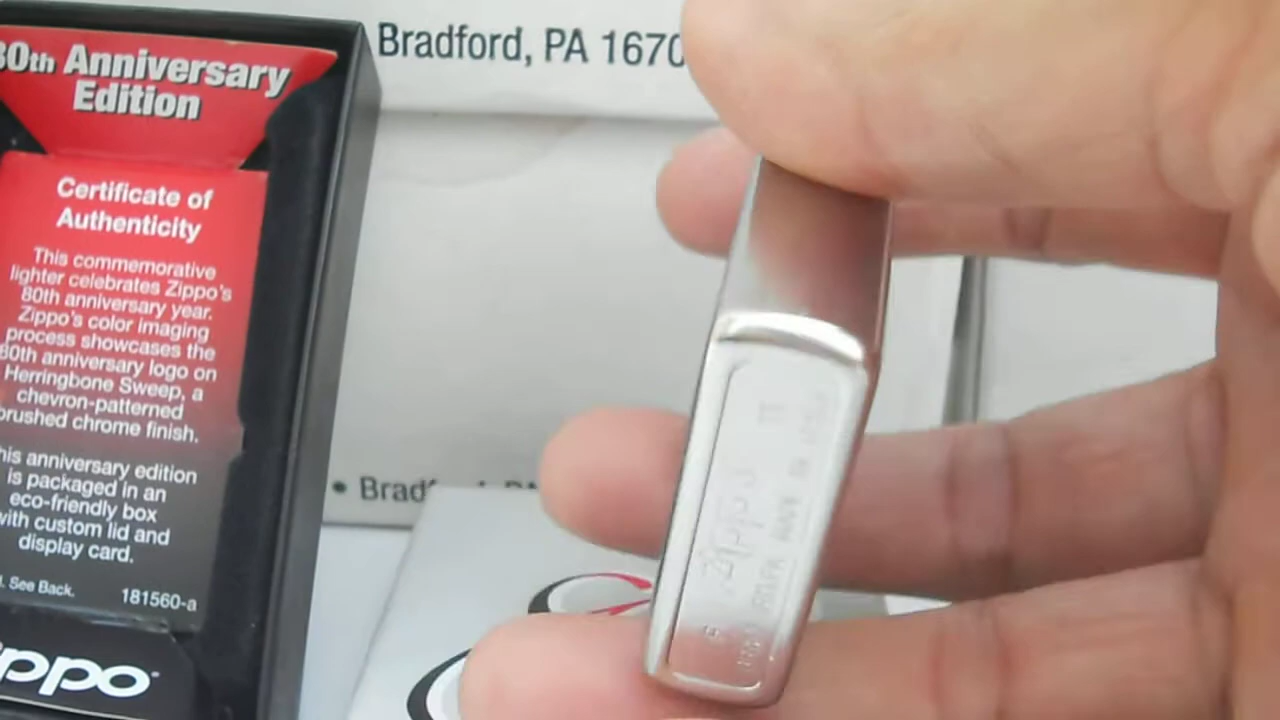 80th Anniversary
Edition
Certificate of
Authenticity
This commemorative
lighter celebrates Zippo's
80th anniversary year.
Zippo's color imaging
process showcases the
80th anniversary logo on
Herringbone Sweep, a
chevron-patterned
brushed chrome finish.
This anniversary edition
is packaged in an
eco-friendly box
with custom lid and
display card.
. See Back.
181560-a
zippo
Bradford, PA 1670
• Bradf
Zippo